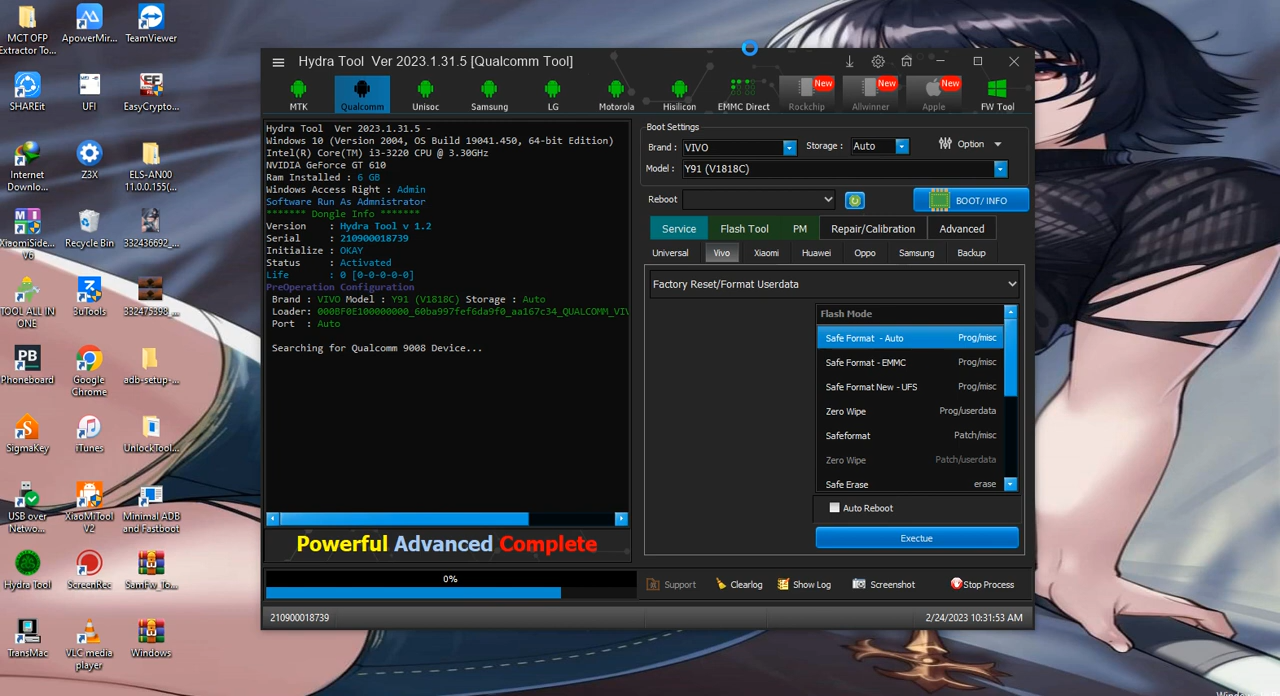 MCT OFP
Extractor To...
ApowerMir...
TeamViewer
SHAREit
UFI
EasyCrypto...
Internet
Downlo...
Z3X
ELS-AN00
11.0.0.155(...
XiaomiSide...
V6
Recycle Bin
332436692_...
TOOL ALL IN
ONE
3uTools
332475398_...
Phoneboard
Google
Chrome
adb-setup-...
SigmaKey
iTunes
UnlockTool...
USB over
Netwo...
XiaoMiTool
V2
Minimal ADB
and Fastboot
Hydra Tool
ScreenRec
SamFw_To...
TransMac
VLC media
player
Windows
Hydra Tool Ver 2023.1.31.5 [Qualcomm Tool]
MTK
Qualcomm
Unisoc
Samsung
LG
Motorola
Hisilicon
EMMC Direct
New
Rockchip
New
Allwinner
New
Apple
FW Tool
Hydra Tool Ver 2023.1.31.5 -
Windows 10 (Version 2004, OS Build 19041.450, 64-bit Edition)
Intel(R) Core(TM) i3-3220 CPU @ 3.30GHz
NVIDIA GeForce GT 610
Ram Installed : 6 GB
Windows Access Right : Admin
Software Run As Admnistrator
******* Dongle Info *******
Version : Hydra Tool v 1.2
Serial : 210900018739
Initialize : OKAY
Status : Activated
Life : 0 [0-0-0-0-0]
PreOperation Configuration
Brand : VIVO Model : Y91 (V1818C) Storage : Auto
Loader: 000BF0E100000000_60ba997fef6da9f0_aa167c34_QUALCOMM_VIV
Port : Auto
Searching for Qualcomm 9008 Device...
Powerful Advanced Complete
0%
Boot Settings
Brand : VIVO Storage : Auto Option
Model : Y91 (V1818C)
Reboot BOOT/ INFO
Service Flash Tool PM Repair/Calibration Advanced
Universal Vivo Xiaomi Huawei Oppo Samsung Backup
Factory Reset/Format Userdata
Flash Mode
Safe Format - Auto Prog/misc
Safe Format - EMMC Prog/misc
Safe Format New - UFS Prog/misc
Zero Wipe Prog/userdata
Safeformat Patch/misc
Zero Wipe Patch/userdata
Safe Erase erase
Auto Reboot
Exectue
Support Clearlog Show Log Screenshot Stop Process
210900018739 2/24/2023 10:31:53 AM